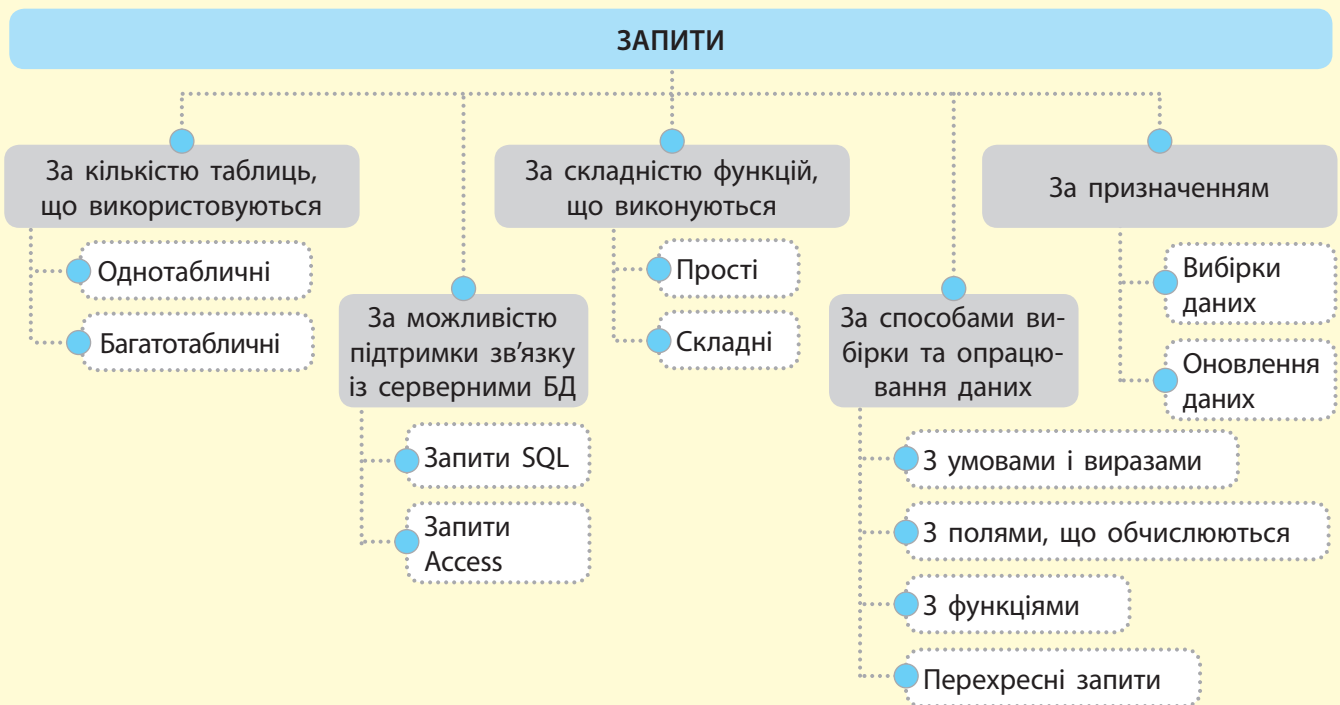 ЗАПИТИ
За кількістю таблиць,
що використовуються
Однотабличні
Багатотабличні
За можливістю
підтримки зв'язку
із серверними БД
Запити SQL
Запити
Access
За складністю функцій,
що виконуються
Прості
Складні
За способами ви-
бірки та опрацю-
вання даних
З умовами і виразами
З полями, що обчислюються
З функціями
Перехресні запити
За призначенням
Вибірки
даних
Оновлення
даних